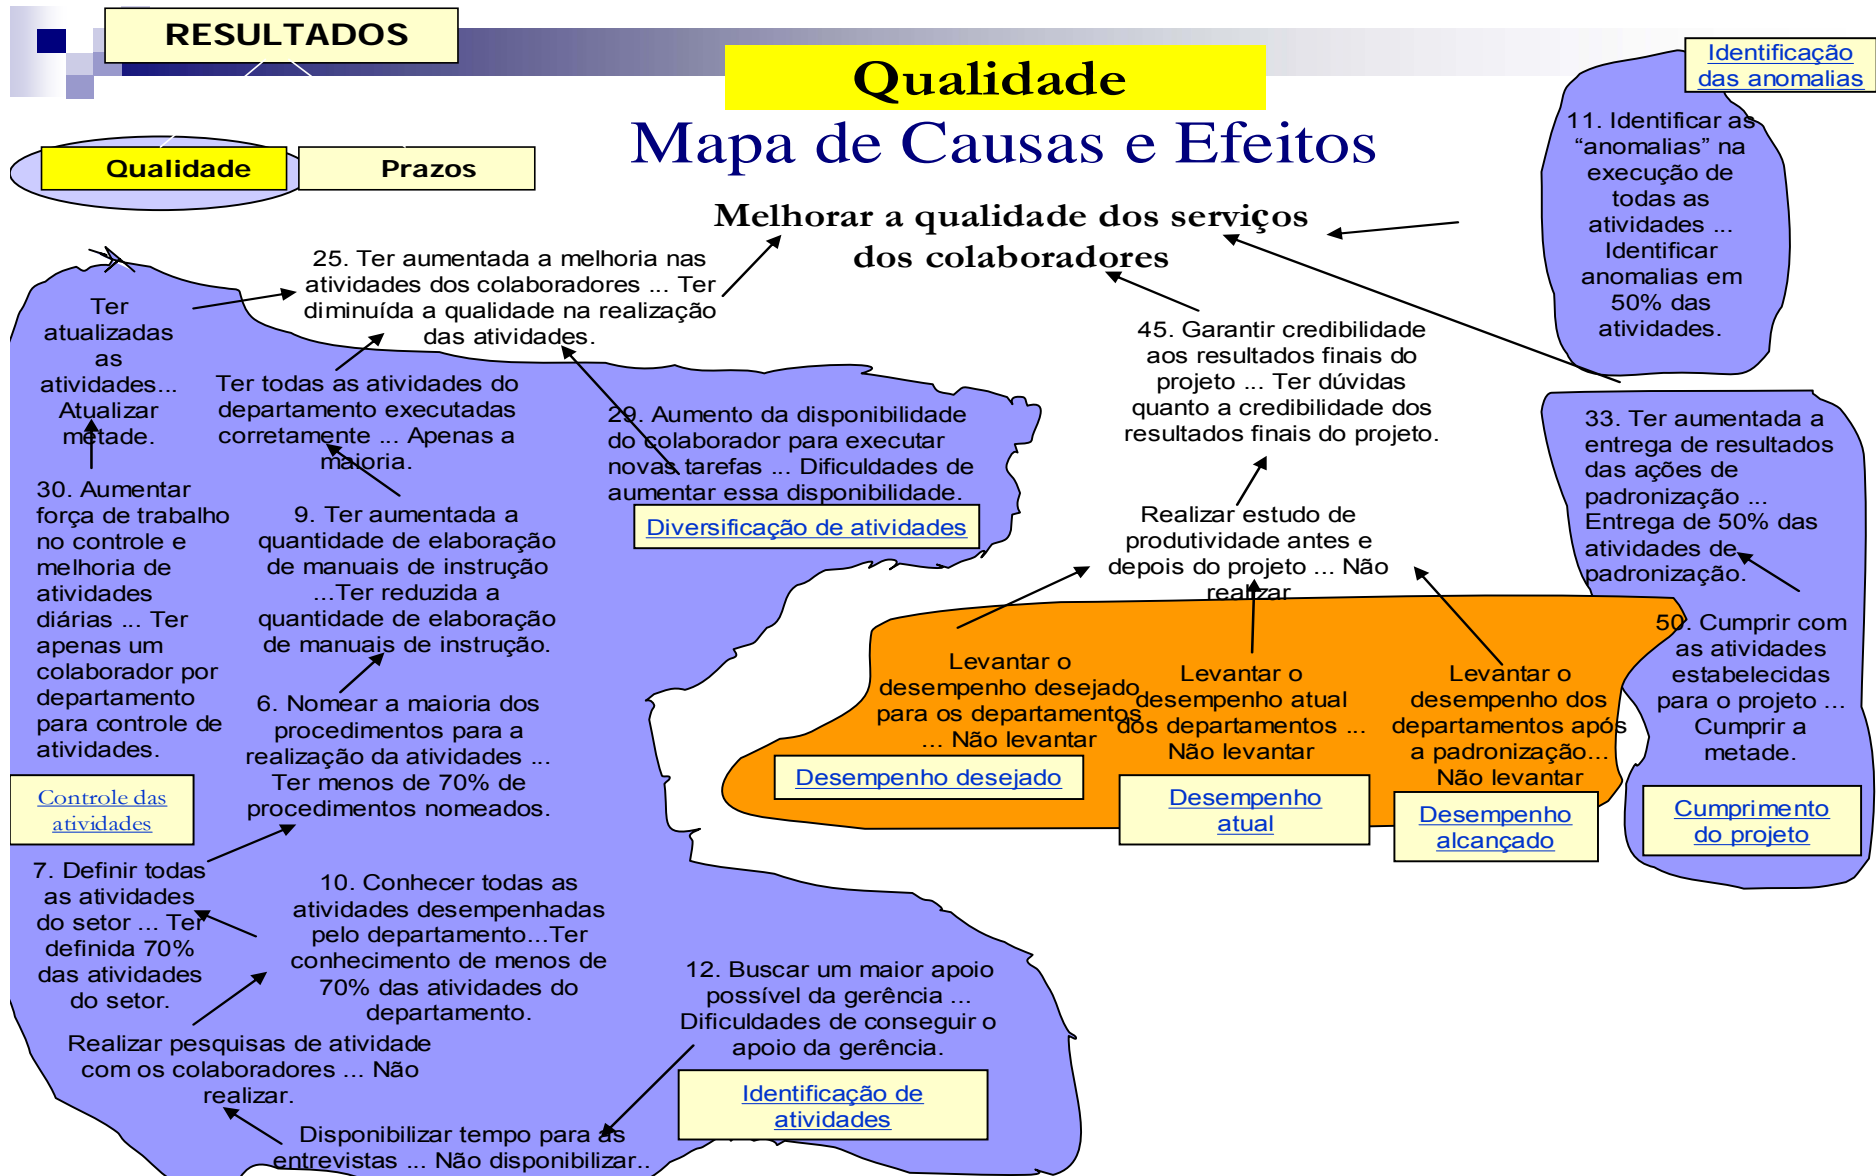 RESULTADOS
Qualidade
Prazos
Qualidade
Mapa de Causas e Efeitos
Melhorar a qualidade dos serviços
dos colaboradores
Identificação
das anomalias
11. Identificar as
“anomalias” na
execução de
todas as
atividades ...
Identificar
anomalias em
50% das
atividades.
25. Ter aumentada a melhoria nas
atividades dos colaboradores ... Ter
diminuída a qualidade na realização
das atividades.
Ter
atualizadas
as
atividades...
Atualizar
metade.
Ter todas as atividades do
departamento executadas
corretamente ... Apenas a
maioria.
29. Aumento da disponibilidade
do colaborador para executar
novas tarefas ... Dificuldades de
aumentar essa disponibilidade.
Diversificação de atividades
45. Garantir credibilidade
aos resultados finais do
projeto ... Ter dúvidas
quanto a credibilidade dos
resultados finais do projeto.
33. Ter aumentada a
entrega de resultados
das ações de
padronização ...
Entrega de 50% das
atividades de
padronização.
30. Aumentar
força de trabalho
no controle e
melhoria de
atividades
diárias ... Ter
apenas um
colaborador por
departamento
para controle de
atividades.
Controle das
atividades
9. Ter aumentada a
quantidade de elaboração
de manuais de instrução
...Ter reduzida a
quantidade de elaboração
de manuais de instrução.
Realizar estudo de
produtividade antes e
depois do projeto ... Não
realizar
50. Cumprir com
as atividades
estabelecidas
para o projeto ...
Cumprir a
metade.
Cumprimento
do projeto
6. Nomear a maioria dos
procedimentos para a
realização da atividades ...
Ter menos de 70% de
procedimentos nomeados.
Levantar o
desempenho desejado
para os departamentos
... Não levantar
Desempenho desejado
Levantar o
desempenho atual
dos departamentos ...
Não levantar
Desempenho
atual
Levantar o
desempenho dos
departamentos após
a padronização...
Não levantar
Desempenho
alcançado
7. Definir todas
as atividades
do setor ... Ter
definida 70%
das atividades
do setor.
10. Conhecer todas as
atividades desempenhadas
pelo departamento...Ter
conhecimento de menos de
70% das atividades do
departamento.
12. Buscar um maior apoio
possível da gerência ...
Dificuldades de conseguir o
apoio da gerência.
Identificação de
atividades
Realizar pesquisas de atividade
com os colaboradores ... Não
realizar.
Disponibilizar tempo para as
entrevistas ... Não disponibilizar..